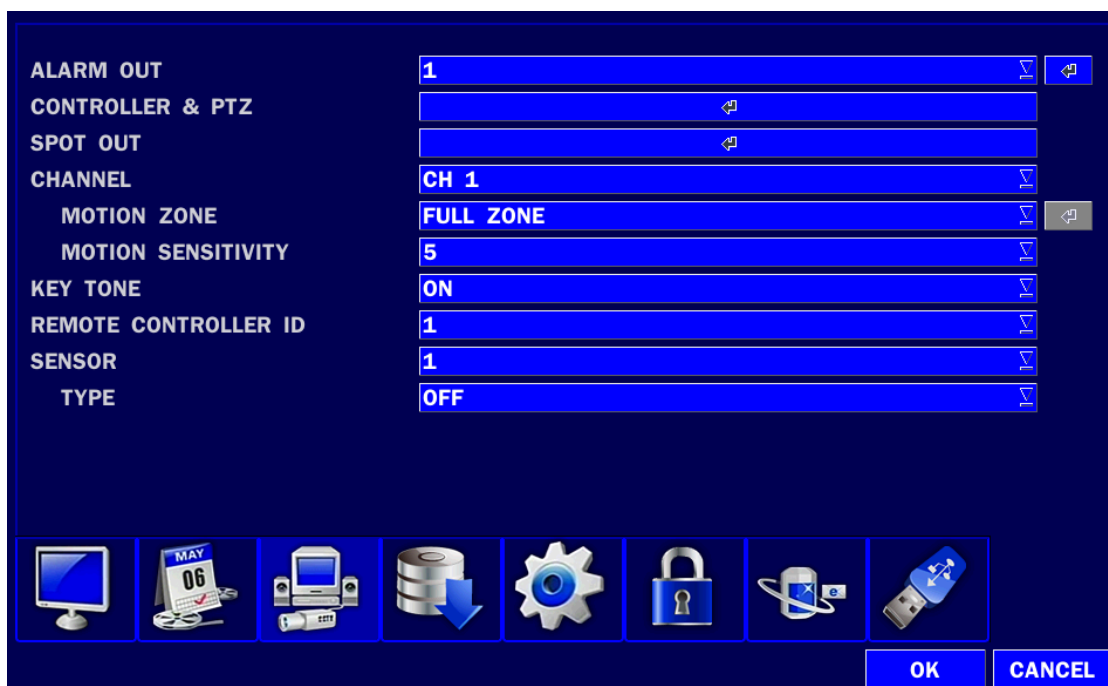 ALARM OUT 1
CONTROLLER & PTZ
SPOT OUT
CHANNEL CH 1
MOTION ZONE FULL ZONE
MOTION SENSITIVITY 5
KEY TONE ON
REMOTE CONTROLLER ID 1
SENSOR 1
TYPE OFF
MAY
06
CCTV
e
OK CANCEL